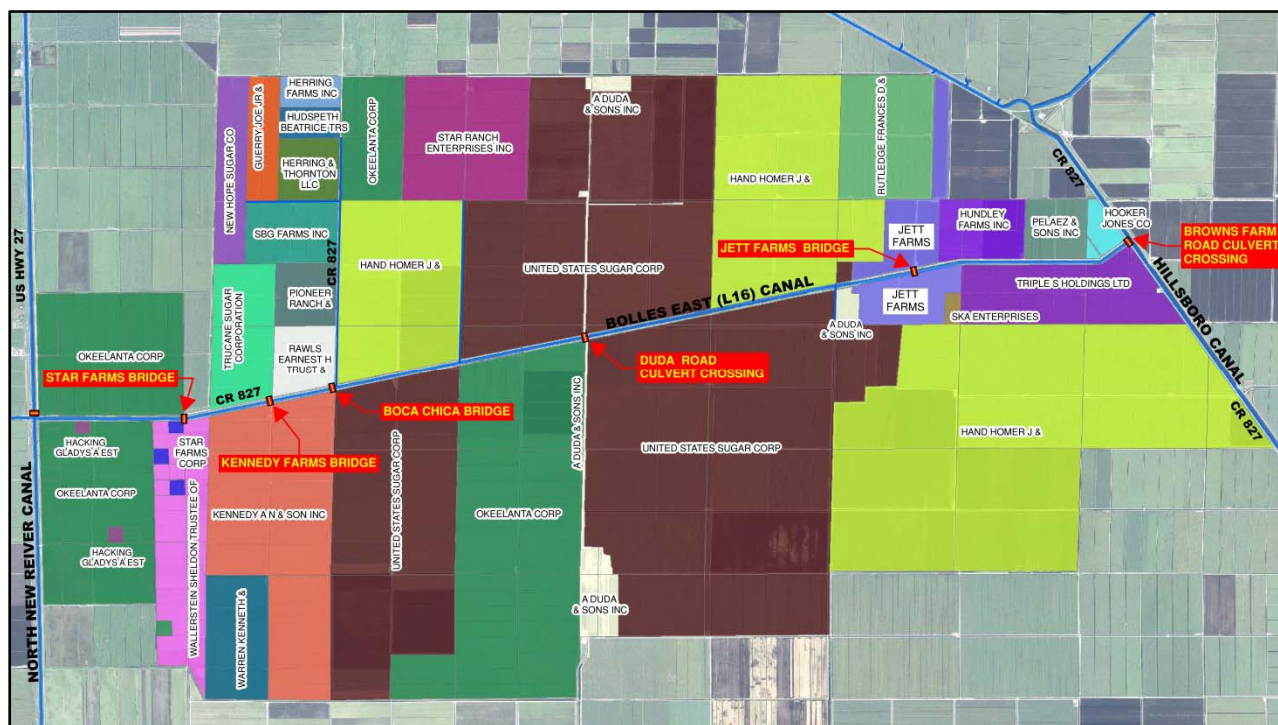 HERRING
FARMS INC
GUERRY JOE JR &
HUDSPETH
BEATRICE TRS
NEW HOPE SUGAR CO
HERRING &
THORNTON
LLC
OKEELANTA CORP
STAR RANCH
ENTERPRISES INC
A DUDA
& SONS INC
HAND HOMER J &
RUTLEDGE FRANCES D &
CR 827
US HWY 27
SBG FARMS INC
CR 827
HAND HOMER J &
UNITED STATES SUGAR CORP
JETT FARMS BRIDGE
JETT
FARMS
HUNDLEY
FARMS INC
PELAEZ &
SONS INC
HOOKER
JONES CO
BROWNS FARM
ROAD CULVERT
CROSSING
TRUCANE SUGAR
CORPORATION
PIONEER
RANCH &
BOLLES EAST (L16) CANAL
JETT
FARMS
TRIPLE S HOLDINGS LTD
HILLSBORO CANAL
A DUDA
& SONS INC
SKA ENTERPRISES
OKEELANTA CORP
RAWLS
EARNEST H
TRUST &
STAR FARMS BRIDGE
CR 827
DUDA ROAD
CULVERT CROSSING
CR 827
BOCA CHICA BRIDGE
A DUDA & SONS INC
HAND HOMER J &
HACKING
GLADYS A EST
STAR
FARMS
CORP
KENNEDY FARMS BRIDGE
UNITED STATES SUGAR CORP
UNITED STATES SUGAR CORP
OKEELANTA CORP
KENNEDY A N & SON INC
OKEELANTA CORP
HACKING
GLADYS A EST
WALLERSTEIN SHELDON TRUSTEE OF
NORTH NEW REIVER CANAL
WARREN KENNETH &
A DUDA
& SONS INC